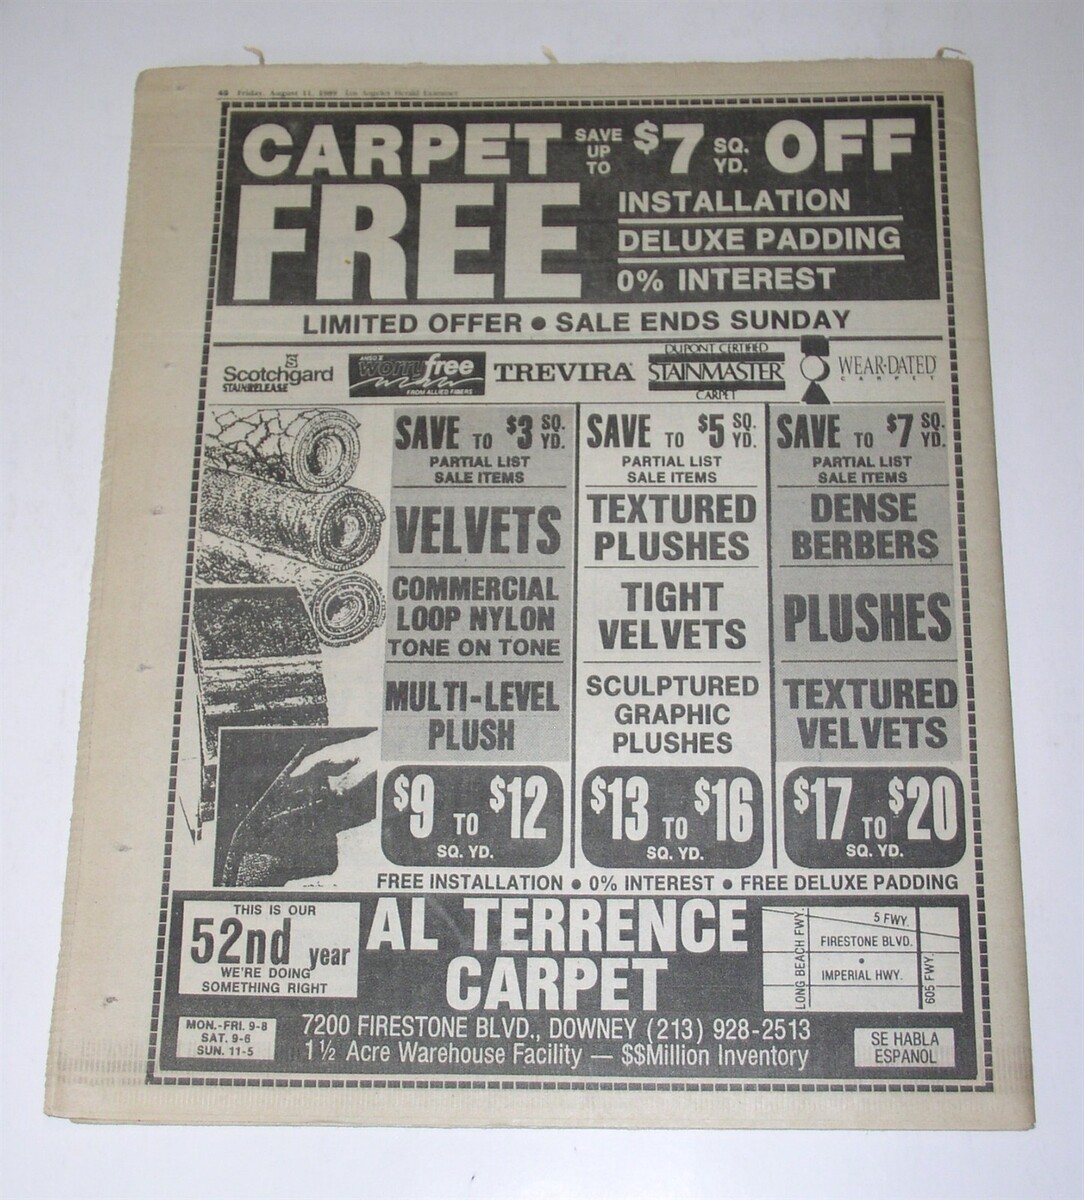 Friday, August 11, 1989 Los Angeles Herald Examiner
CARPET SAVE UP TO $7 SQ. YD. OFF
FREE
INSTALLATION
DELUXE PADDING
0% INTEREST
LIMITED OFFER • SALE ENDS SUNDAY
Scotchgard
STAINRELEASE
ANSO X
worryfree
FROM ALLIED FIBERS
TREVIRA
DUPONT CERTIFIED
STAINMASTER
CARPET
WEAR-DATED
CARPET
SAVE TO $3 SQ. YD.
PARTIAL LIST
SALE ITEMS
VELVETS
COMMERCIAL
LOOP NYLON
TONE ON TONE
MULTI-LEVEL
PLUSH
$9 TO $12
SQ. YD.
SAVE TO $5 SQ. YD.
PARTIAL LIST
SALE ITEMS
TEXTURED
PLUSHES
TIGHT
VELVETS
SCULPTURED
GRAPHIC
PLUSHES
$13 TO $16
SQ. YD.
SAVE TO $7 SQ. YD.
PARTIAL LIST
SALE ITEMS
DENSE
BERBERS
PLUSHES
TEXTURED
VELVETS
$17 TO $20
SQ. YD.
FREE INSTALLATION • 0% INTEREST • FREE DELUXE PADDING
THIS IS OUR
52nd year
WE'RE DOING
SOMETHING RIGHT
AL TERRENCE
CARPET
LONG BEACH FWY.
5 FWY.
FIRESTONE BLVD.
IMPERIAL HWY.
605 FWY.
MON.-FRI. 9-8
SAT. 9-6
SUN. 11-5
7200 FIRESTONE BLVD., DOWNEY (213) 928-2513
1½ Acre Warehouse Facility — $$Million Inventory
SE HABLA
ESPANOL